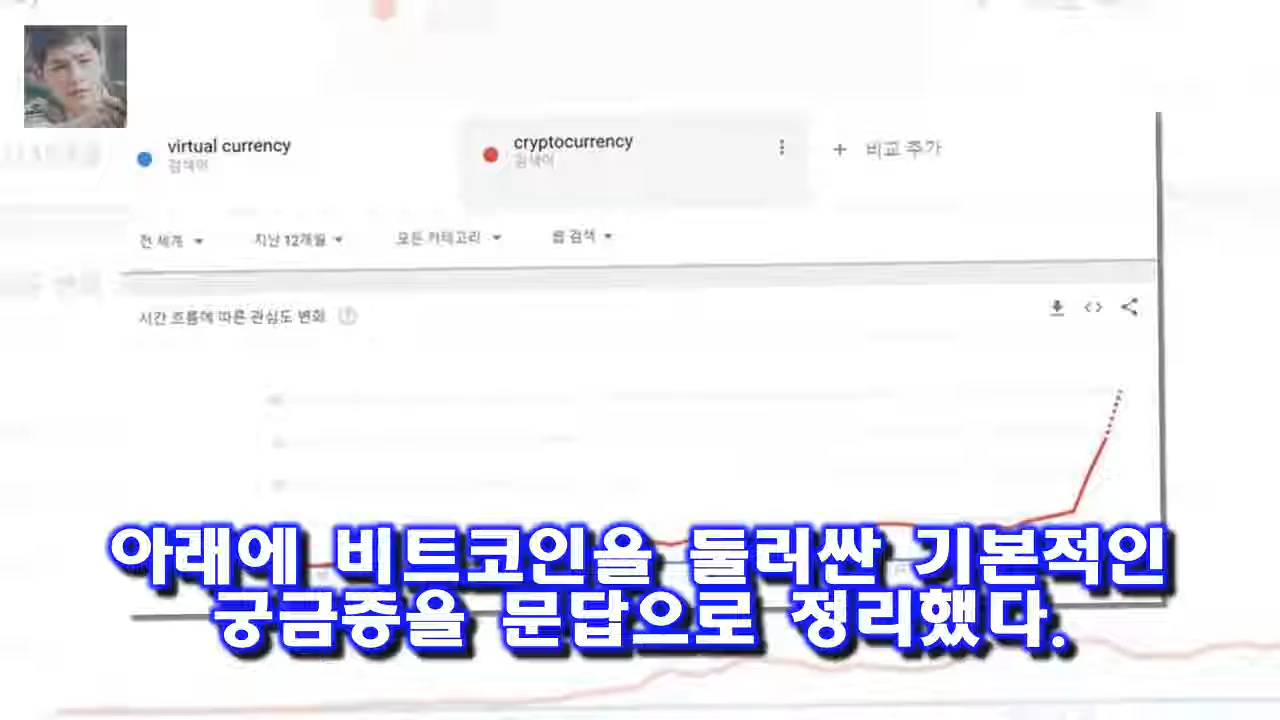 virtual currency
검색어
cryptocurrency
검색어
+ 비교 추가
전 세계
지난 12개월
모든 카테고리
웹 검색
시간 흐름에 따른 관심도 변화
아래에 비트코인을 둘러싼 기본적인
궁금증을 문답으로 정리했다.